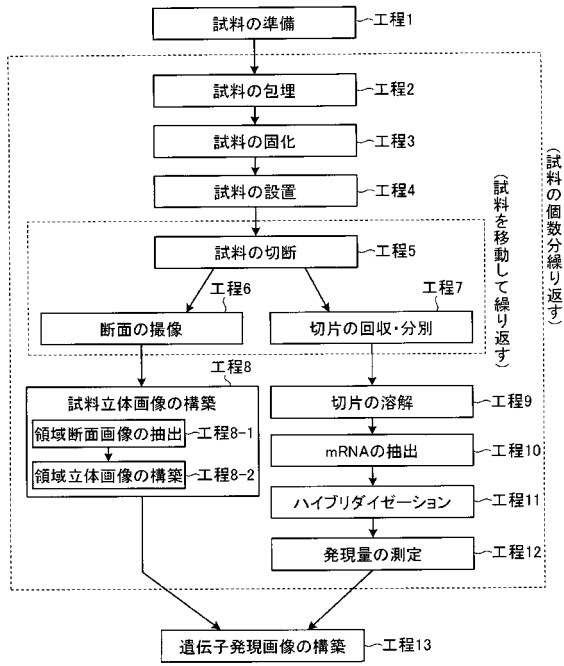 試料の準備 工程1
試料の包埋 工程2
試料の固化 工程3
試料の設置 工程4
試料の切断 工程5
工程6
断面の撮像
工程7
切片の回収・分別
(試料を移動して繰り返す)
(試料の個数分繰り返す)
工程8
試料立体画像の構築
領域断面画像の抽出 工程8-1
領域立体画像の構築 工程8-2
切片の溶解 工程9
mRNAの抽出 工程10
ハイブリダイゼーション 工程11
発現量の測定 工程12
遺伝子発現画像の構築 工程13